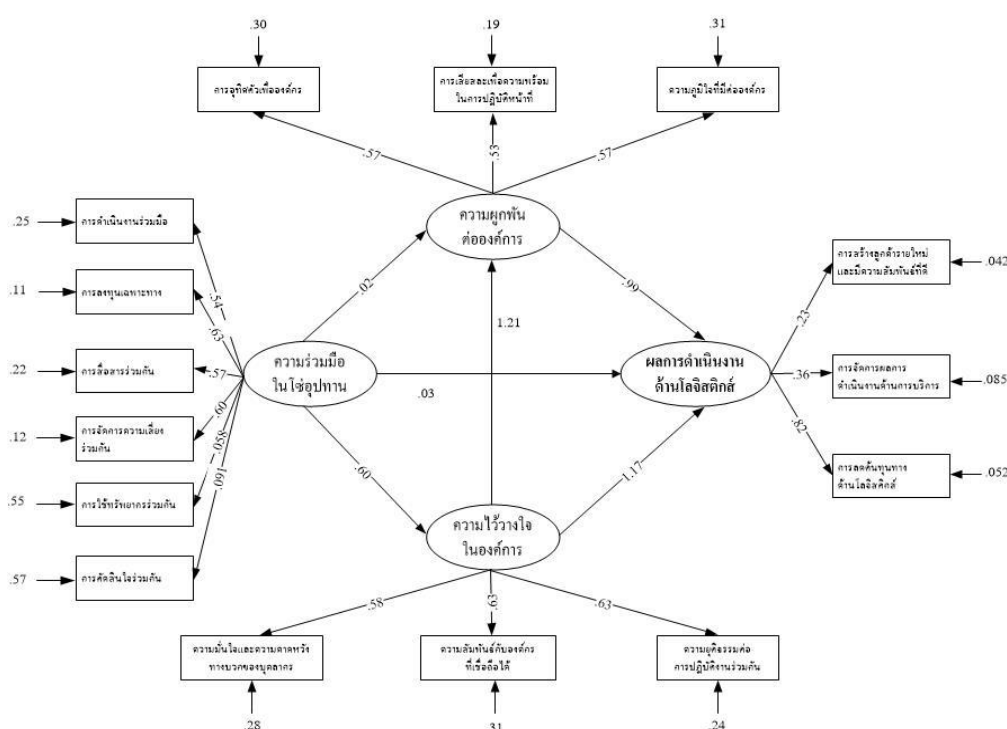 .30
.19
.31
การอุทิศตัวเพื่อองค์กร
การเสียสละเพื่อความพร้อม
ในการปฏิบัติหน้าที่
ความภูมิใจที่มีต่อองค์กร
.57
.53
.57
ความผูกพัน
ต่อองค์การ
.25
การดำเนินงานร่วมมือ
.11
การลงทุนเฉพาะทาง
.22
การสื่อสารร่วมกัน
.12
การจัดการความเสี่ยง
ร่วมกัน
.55
การใช้ทรัพยากรร่วมกัน
.57
การตัดสินใจร่วมกัน
.54
.63
.57
.60
.058
.091
ความร่วมมือ
ในโซ่อุปทาน
.02
1.21
.99
.03
.60
1.17
ผลการดำเนินงาน
ด้านโลจิสติกส์
.23
.36
.82
การสร้างลูกค้ารายใหม่
และมีความสัมพันธ์ที่ดี
.042
การจัดการผลการ
ดำเนินงานด้านการบริการ
.085
การลดต้นทุนทาง
ด้านโลจิสติกส์
.052
ความไว้วางใจ
ในองค์การ
.58
.63
.63
ความมั่นใจและความคาดหวัง
ทางบวกของบุคลากร
ความสัมพันธ์กับองค์กร
ที่เชื่อถือได้
ความยุติธรรมต่อ
การปฏิบัติงานร่วมกัน
.28
.31
.24